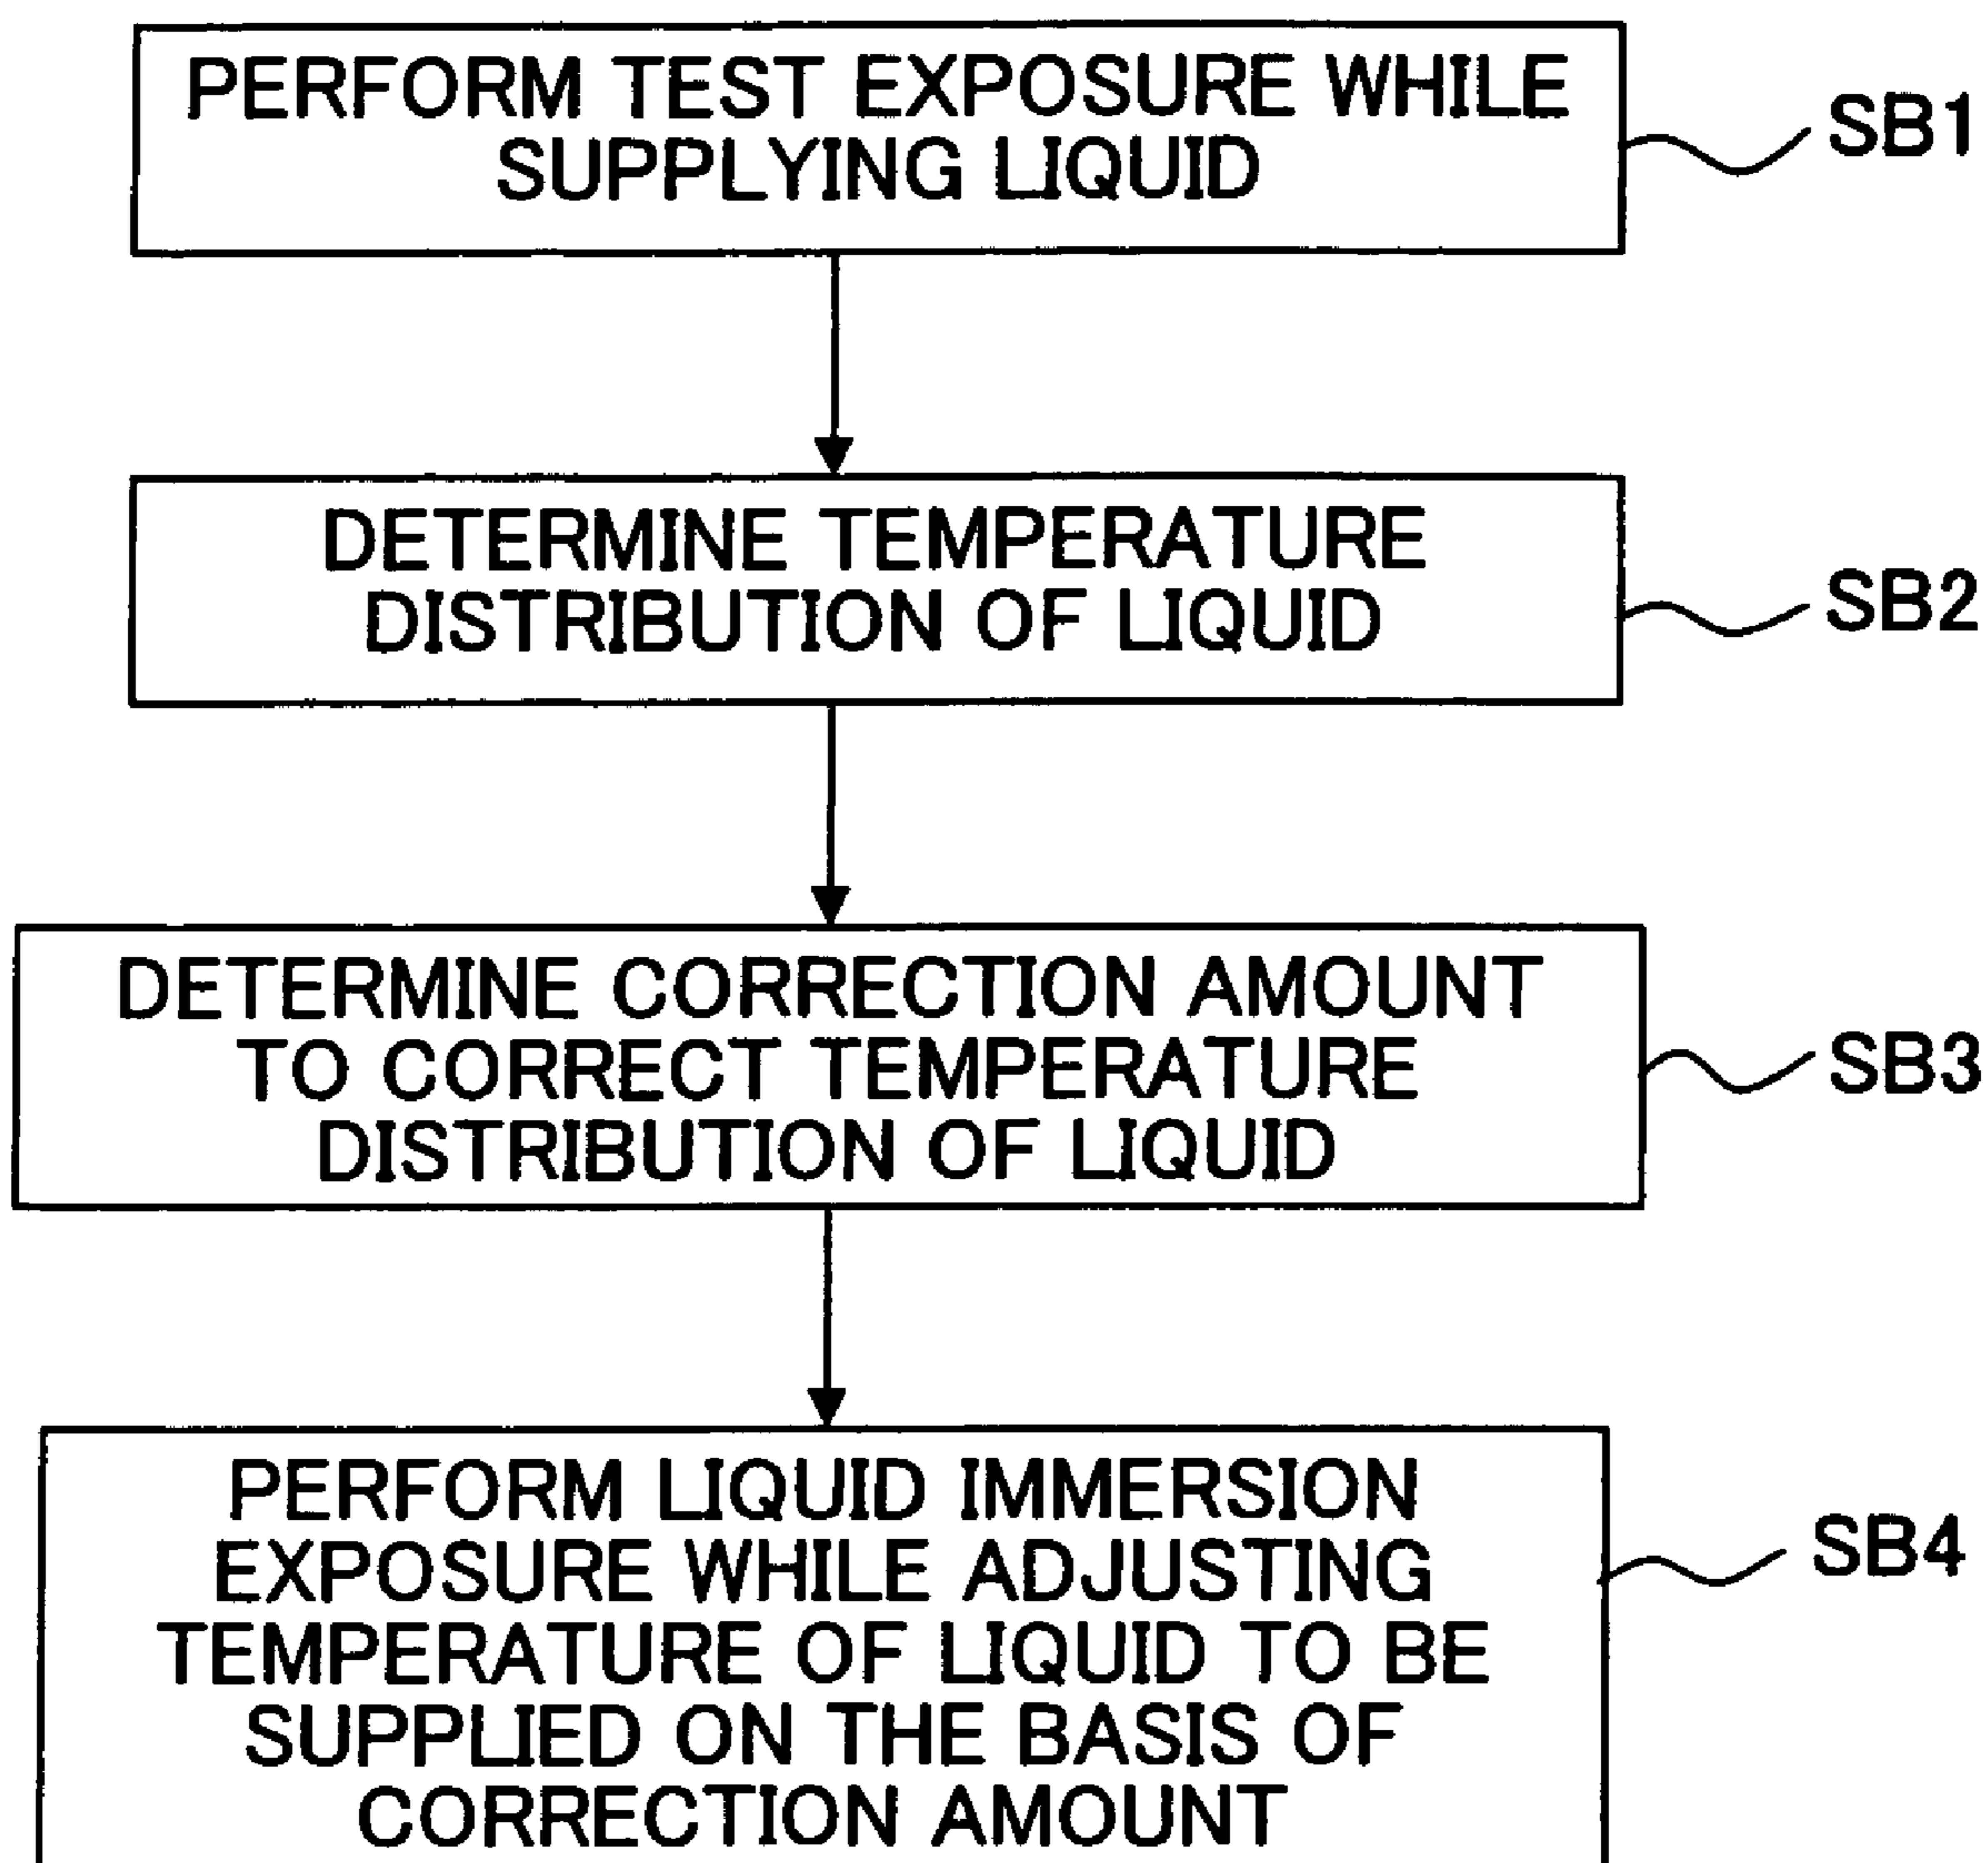 PERFORM TEST EXPOSURE WHILE
SUPPLYING LIQUID
SB1
DETERMINE TEMPERATURE
DISTRIBUTION OF LIQUID
SB2
DETERMINE CORRECTION AMOUNT
TO CORRECT TEMPERATURE
DISTRIBUTION OF LIQUID
SB3
PERFORM LIQUID IMMERSION
EXPOSURE WHILE ADJUSTING
TEMPERATURE OF LIQUID TO BE
SUPPLIED ON THE BASIS OF
CORRECTION AMOUNT
SB4